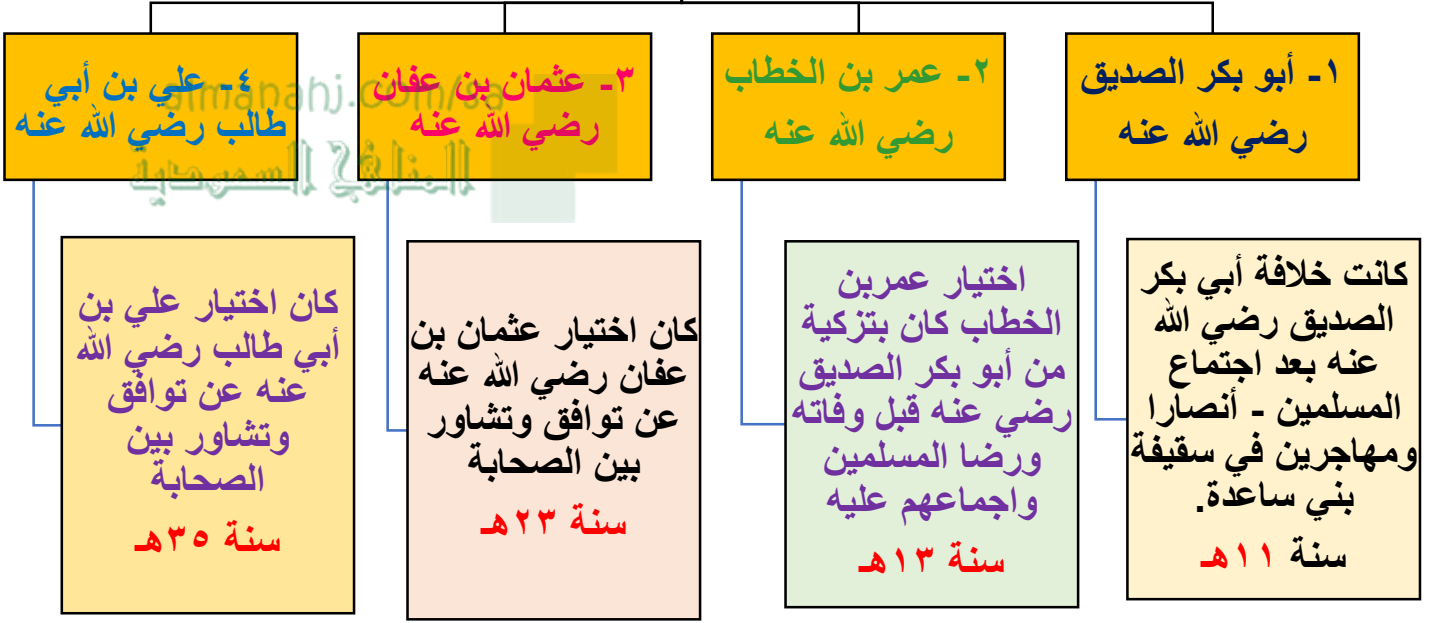 ١- أبو بكر الصديق
رضي الله عنه
٢- عمر بن الخطاب
رضي الله عنه
٣- عثمان بن عفان
رضي الله عنه
٤- علي بن أبي
طالب رضي الله عنه
almanahj.com/sa
المناهج السعودية
كانت خلافة أبي بكر
الصديق رضي الله
عنه بعد اجتماع
المسلمين - أنصارا
ومهاجرين في سقيفة
بني ساعدة.
سنة ١١هـ
اختيار عمربن
الخطاب كان بتزكية
من أبو بكر الصديق
رضي عنه قبل وفاته
ورضا المسلمين
واجماعهم عليه
سنة ١٣هـ
كان اختيار عثمان بن
عفان رضي الله عنه
عن توافق وتشاور
بين الصحابة
سنة ٢٣هـ
كان اختيار علي بن
أبي طالب رضي الله
عنه عن توافق
وتشاور بين
الصحابة
سنة ٣٥هـ